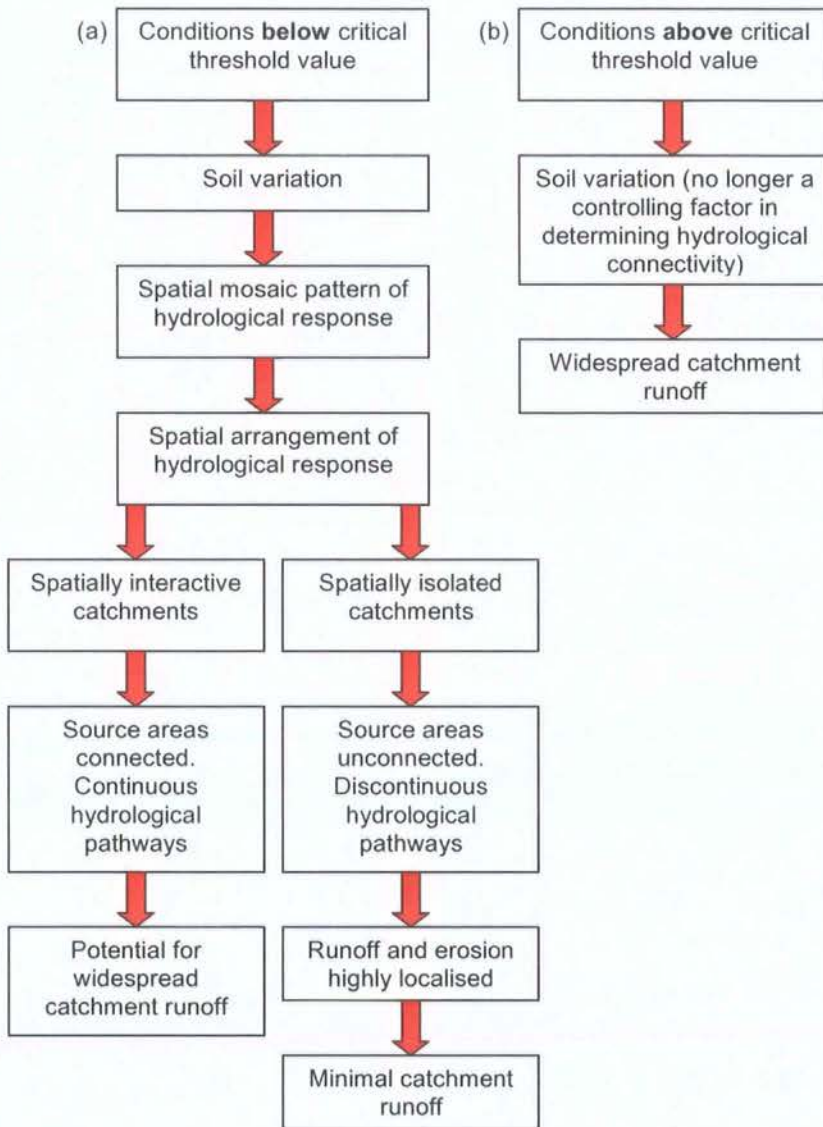 (a)
Conditions below critical
threshold value
Soil variation
Spatial mosaic pattern of
hydrological response
Spatial arrangement of
hydrological response
Spatially interactive
catchments
Source areas
connected.
Continuous
hydrological
pathways
Potential for
widespread
catchment runoff
Spatially isolated
catchments
Source areas
unconnected.
Discontinuous
hydrological
pathways
Runoff and erosion
highly localised
Minimal catchment
runoff
(b)
Conditions above critical
threshold value
Soil variation (no longer a
controlling factor in
determining hydrological
connectivity)
Widespread catchment
runoff